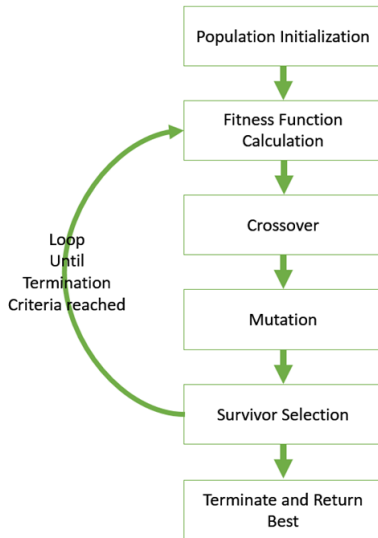 Population Initialization
Fitness Function
Calculation
Crossover
Loop
Until
Termination
Criteria reached
Mutation
Survivor Selection
Terminate and Return
Best